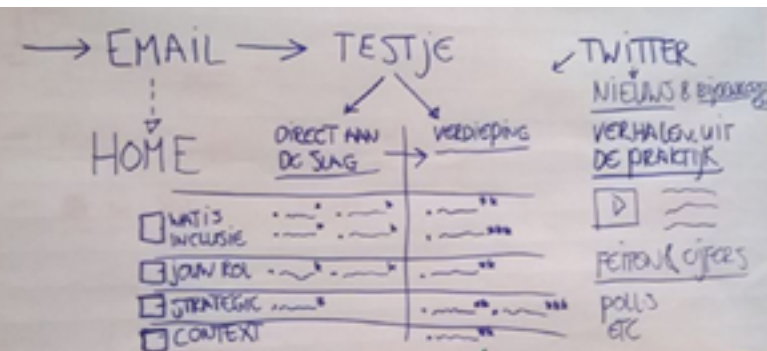 EMAIL
TESTJE
TWITTER
NIEUWS &
HOME
DIRECT AAN
DE SLAG
VERDIEPING
VERHALEN UIT
DE PRAKTIJK
WAT IS
INCLUSIE
JOUW ROL
STRATEGIE
CONTEXT
FEITEN & CIJFERS
POLLS
ETC